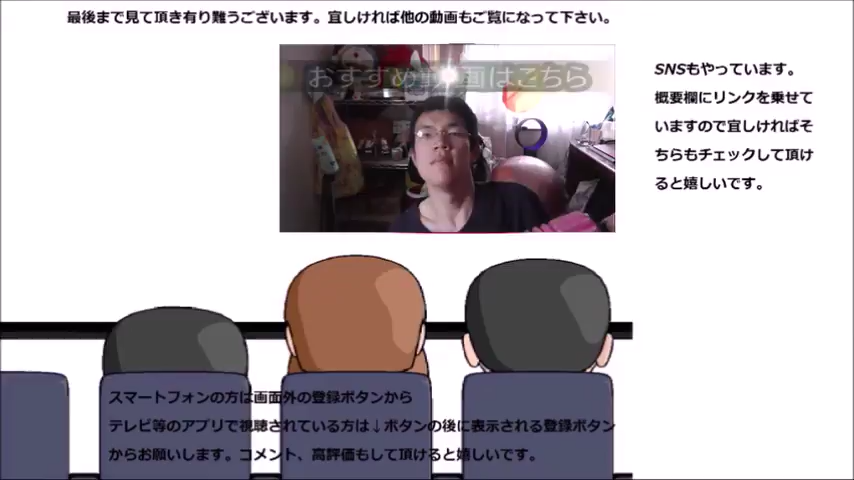 最後まで見て頂き有り難うございます。宜しければ他の動画もご覧になって下さい。
おすすめ動画はこちら
SNSもやっています。
概要欄にリンクを乗せて
いますので宜しければそ
ちらもチェックして頂け
ると嬉しいです。
スマートフォンの方は画面外の登録ボタンから
テレビ等のアプリで視聴されている方は↓ボタンの後に表示される登録ボタン
からお願いします。コメント、高評価もして頂けると嬉しいです。